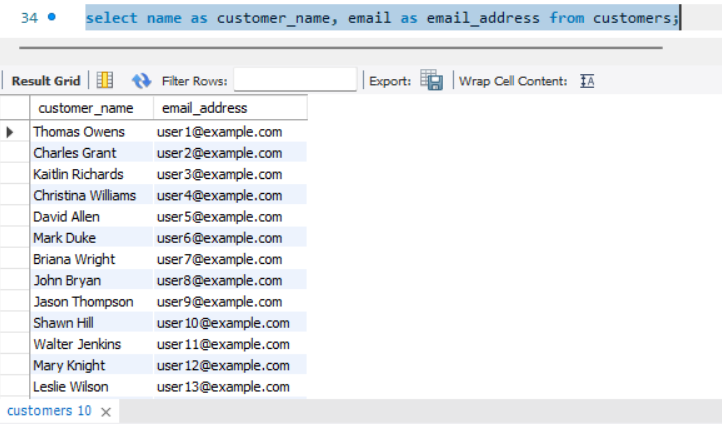 34 select name as customer_name, email as email_address from customers;
Result Grid Filter Rows: Export: Wrap Cell Content: IA
customer_name email_address
Thomas Owens user1@example.com
Charles Grant user2@example.com
Kaitlin Richards user3@example.com
Christina Williams user4@example.com
David Allen user5@example.com
Mark Duke user6@example.com
Briana Wright user7@example.com
John Bryan user8@example.com
Jason Thompson user9@example.com
Shawn Hill user10@example.com
Walter Jenkins user11@example.com
Mary Knight user12@example.com
Leslie Wilson user13@example.com
customers 10